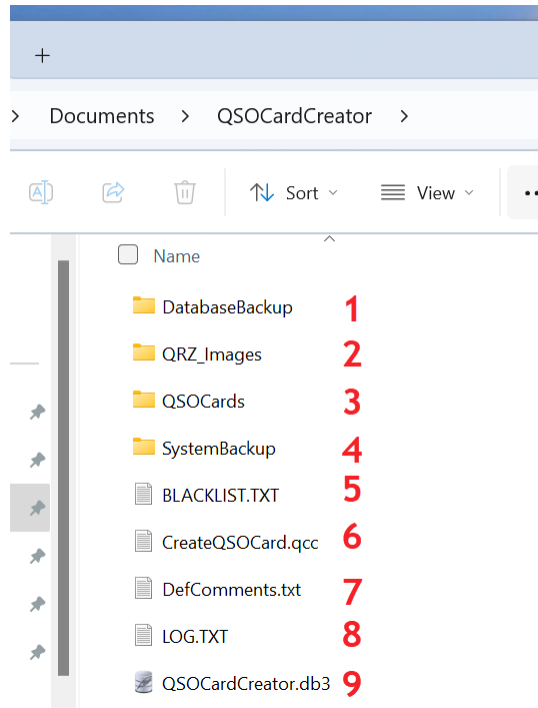 Documents > QSOCardCreator >
Sort View
Name
DatabaseBackup 1
QRZ_Images 2
QSOCards 3
SystemBackup 4
BLACKLIST.TXT 5
CreateQSOCard.qcc 6
DefComments.txt 7
LOG.TXT 8
QSOCardCreator.db3 9